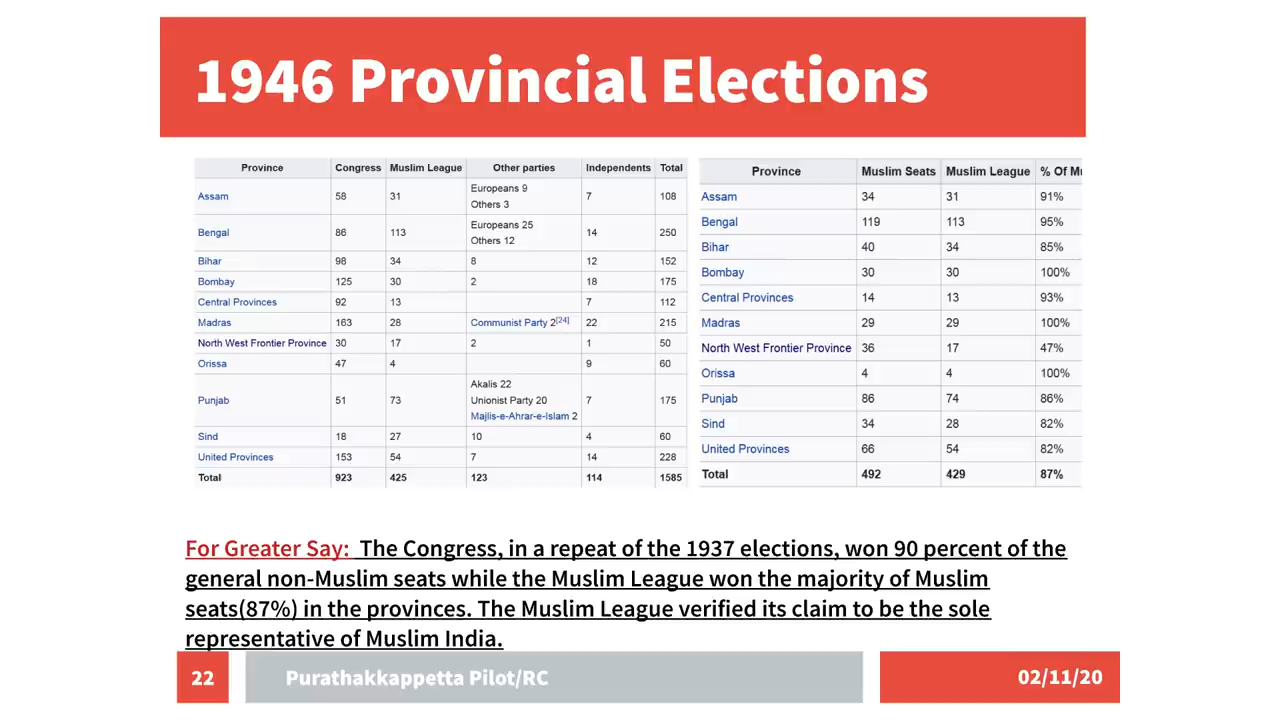 1946 Provincial Elections
Province Congress Muslim League Other parties Independents Total
Assam 58 31 Europeans 9 Others 3 7 108
Bengal 86 113 Europeans 25 Others 12 14 250
Bihar 98 34 8 12 152
Bombay 125 30 2 18 175
Central Provinces 92 13 7 112
Madras 163 28 Communist Party 2[24] 22 215
North West Frontier Province 30 17 2 1 50
Orissa 47 4 9 60
Punjab 51 73 Akalis 22 Unionist Party 20 Majlis-e-Ahrar-e-Islam 2 7 175
Sind 18 27 10 4 60
United Provinces 153 54 7 14 228
Total 923 425 123 114 1585
Province Muslim Seats Muslim League % Of
Assam 34 31 91%
Bengal 119 113 95%
Bihar 40 34 85%
Bombay 30 30 100%
Central Provinces 14 13 93%
Madras 29 29 100%
North West Frontier Province 36 17 47%
Orissa 4 4 100%
Punjab 86 74 86%
Sind 34 28 82%
United Provinces 66 54 82%
Total 492 429 87%
For Greater Say: The Congress, in a repeat of the 1937 elections, won 90 percent of the
general non-Muslim seats while the Muslim League won the majority of Muslim
seats(87%) in the provinces. The Muslim League verified its claim to be the sole
representative of Muslim India.
22 Purathakkappetta Pilot/RC 02/11/20